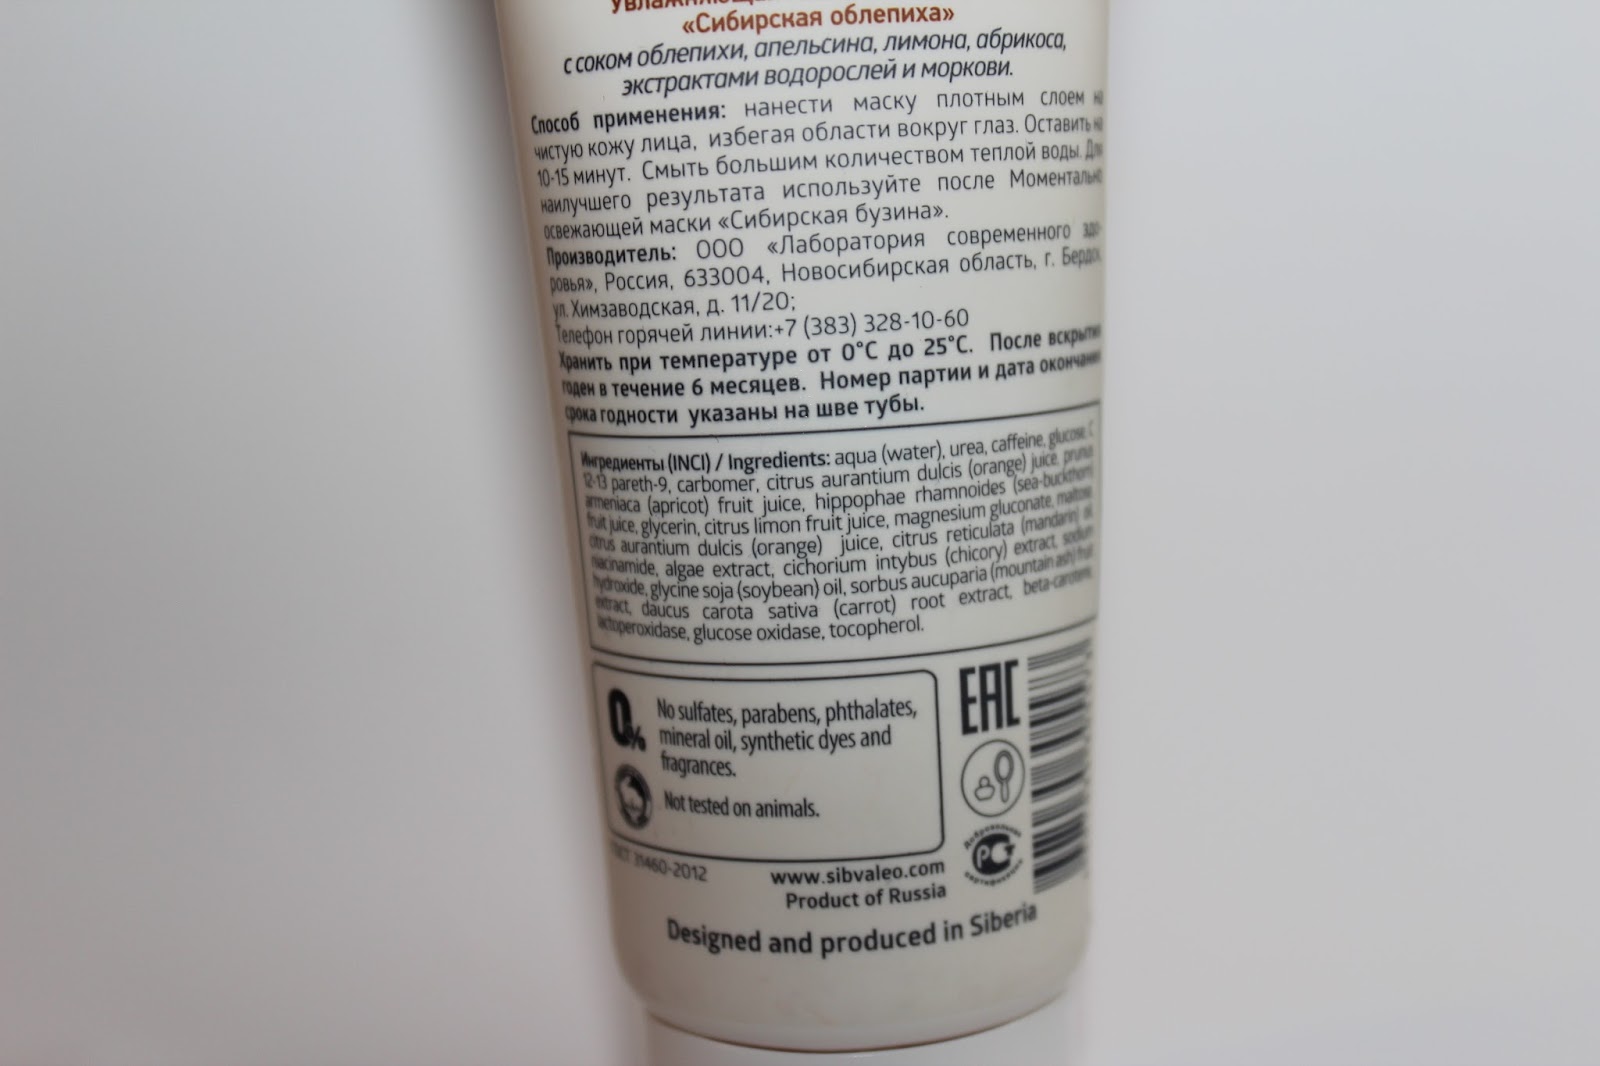 «Сибирская облепиха»
с соком облепихи, апельсина, лимона, абрикоса,
экстрактами водорослей и моркови.
Способ применения: нанести маску плотным слоем на
чистую кожу лица, избегая области вокруг глаз. Оставить на
10-15 минут. Смыть большим количеством теплой воды. Для
наилучшего результата используйте после Моментально
освежающей маски «Сибирская бузина».
Производитель: ООО «Лаборатория современного здо-
ровья», Россия, 633004, Новосибирская область, г. Бердск,
ул. Химзаводская, д. 11/20;
Телефон горячей линии:+7 (383) 328-10-60
Хранить при температуре от 0°C до 25°C. После вскрытия
годен в течение 6 месяцев. Номер партии и дата окончания
срока годности указаны на шве тубы.
Ингредиенты (INCI) / Ingredients: aqua (water), urea, caffeine, glucose, C
12-13 pareth-9, carbomer, citrus aurantium dulcis (orange) juice, prunus
armeniaca (apricot) fruit juice, hippophae rhamnoides (sea-buckthorn)
fruit juice, glycerin, citrus limon fruit juice, magnesium gluconate, maltose,
citrus aurantium dulcis (orange) juice, citrus reticulata (mandarin) oil,
niacinamide, algae extract, cichorium intybus (chicory) extract, sodium
hydroxide, glycine soja (soybean) oil, sorbus aucuparia (mountain ash) fruit
extract, daucus carota sativa (carrot) root extract, beta-carotene,
lactoperoxidase, glucose oxidase, tocopherol.
0% No sulfates, parabens, phthalates,
mineral oil, synthetic dyes and
fragrances.
Not tested on animals.
EAC
ГОСТ 31460-2012
www.sibvaleo.com
Product of Russia
Добровольная
РСТ
сертификация
Designed and produced in Siberia